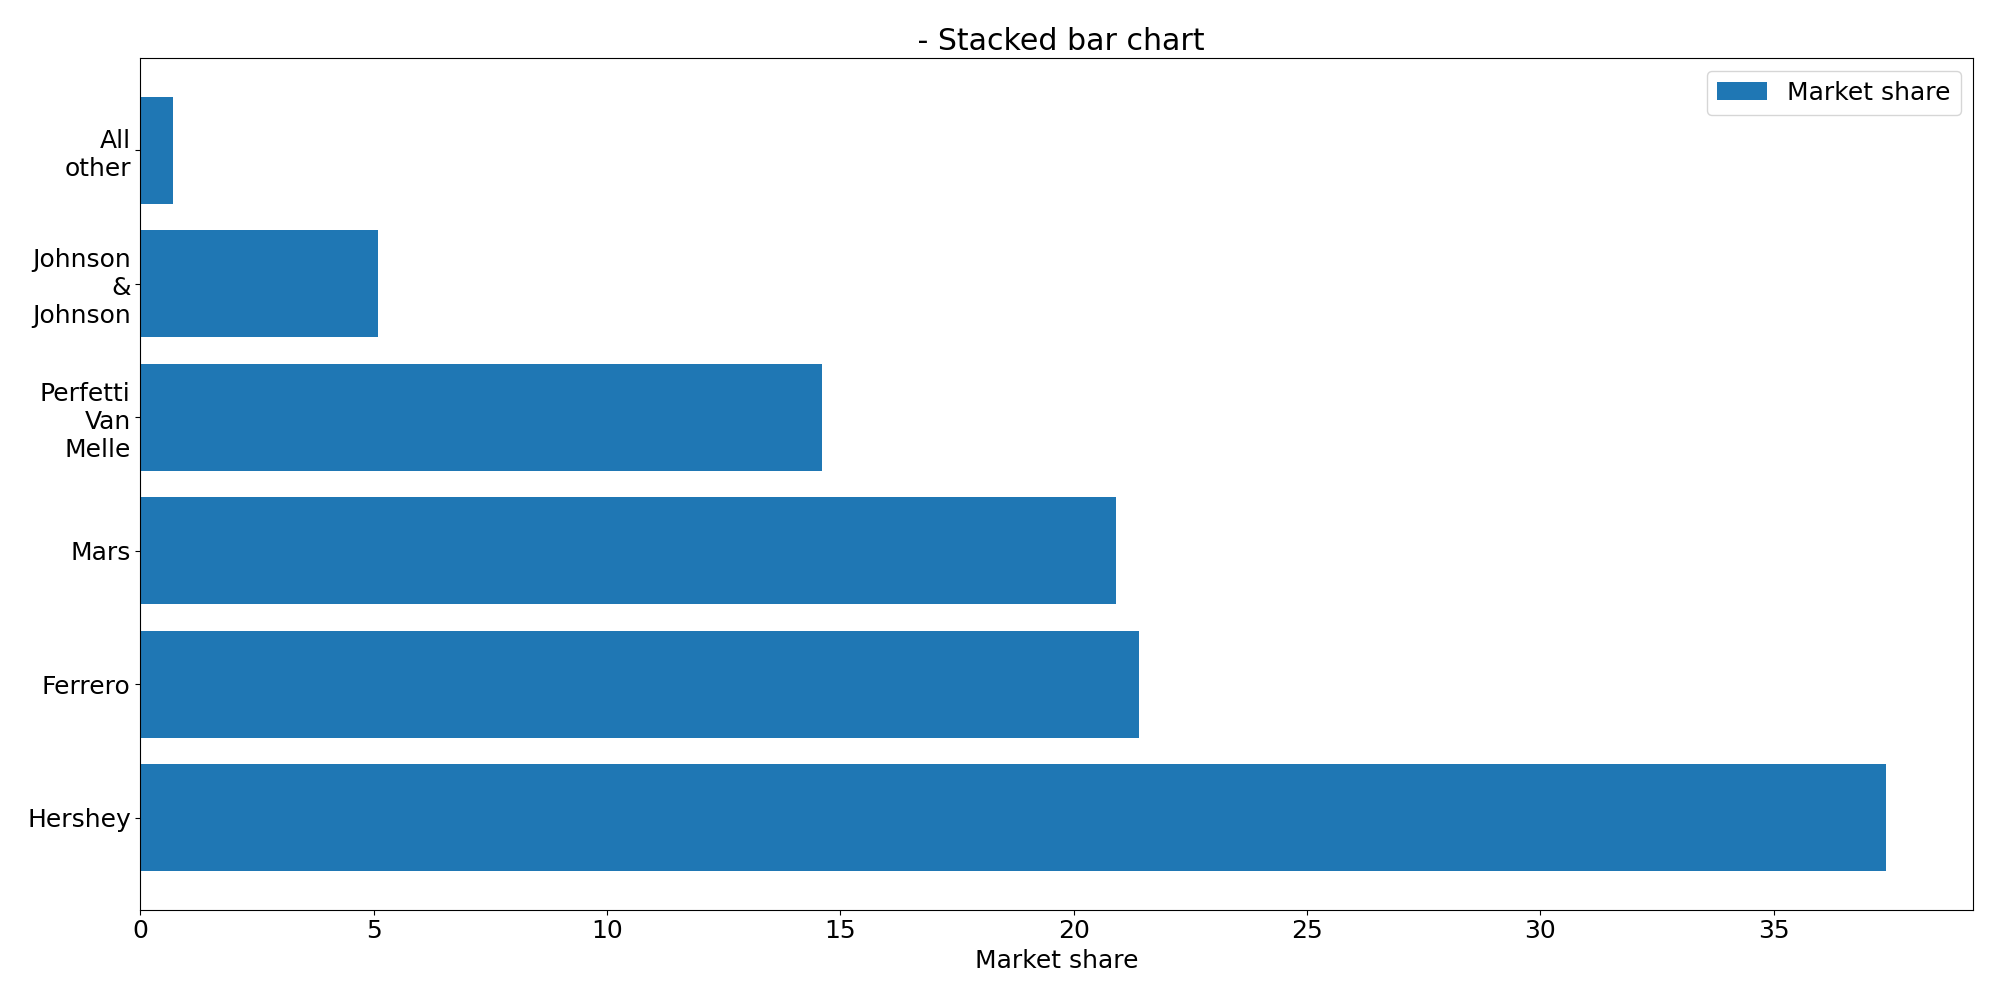 - Stacked bar chart
Market share
All
other
Johnson
&
Johnson
Perfetti
Van
Melle
Mars
Ferrero
Hershey
0 5 10 15 20 25 30 35
Market share